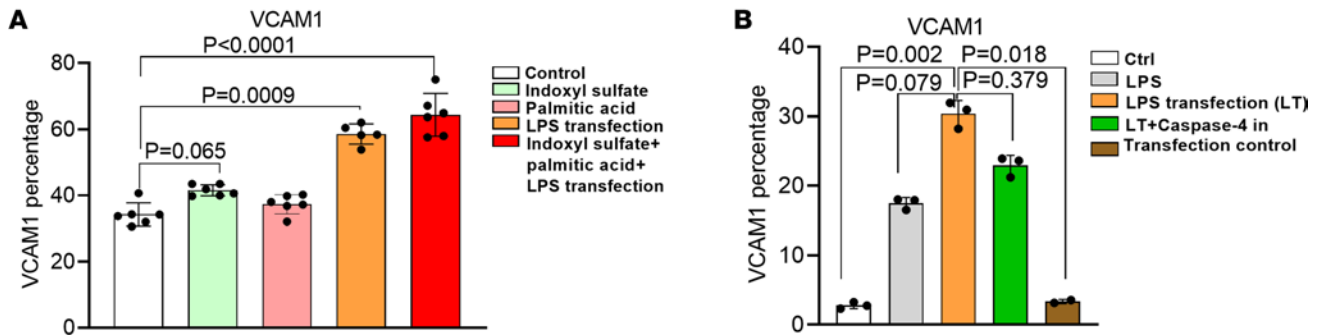 A
VCAM1
P<0.0001
P=0.0009
P=0.065
VCAM1 percentage
80
60
40
20
0
Control
Indoxyl sulfate
Palmitic acid
LPS transfection
Indoxyl sulfate+
palmitic acid+
LPS transfection
B
VCAM1
P=0.002 P=0.018
P=0.079 P=0.379
VCAM1 percentage
40
30
20
10
0
Ctrl
LPS
LPS transfection (LT)
LT+Caspase-4 in
Transfection control